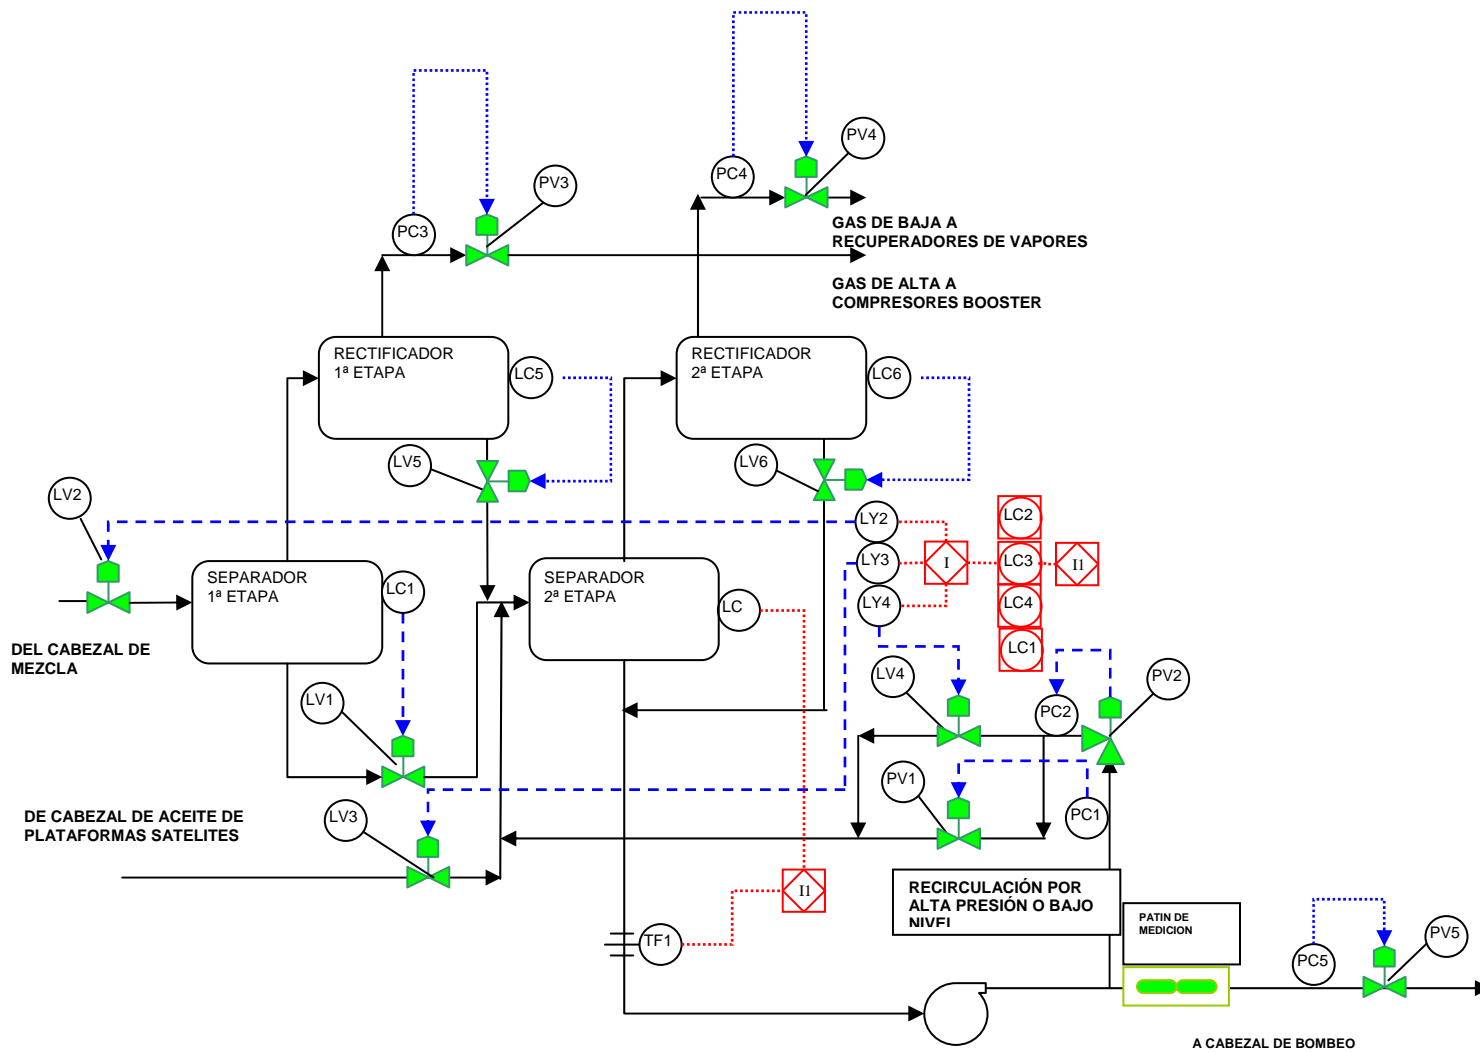 PV4
PC4
PV3
PC3
GAS DE BAJA A
RECUPERADORES DE VAPORES
GAS DE ALTA A
COMPRESORES BOOSTER
RECTIFICADOR
1ª ETAPA
LC5
RECTIFICADOR
2ª ETAPA
LC6
LV5
LV6
LV2
LY2
LC2
LY3
I
LC3
I1
LY4
LC4
LC1
SEPARADOR
1ª ETAPA
LC1
SEPARADOR
2ª ETAPA
LC
DEL CABEZAL DE
MEZCLA
LV1
LV4
PV2
PC2
PV1
PC1
DE CABEZAL DE ACEITE DE
PLATAFORMAS SATELITES
LV3
I1
RECIRCULACIÓN POR
ALTA PRESIÓN O BAJO
NIVEL
PATIN DE
MEDICION
TF1
PC5
PV5
A CABEZAL DE BOMBEO